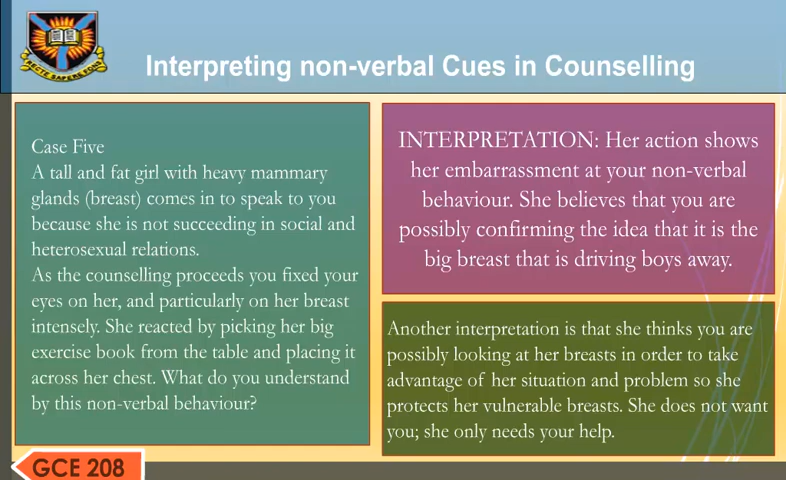 RECTE SAPERE FONS
Interpreting non-verbal Cues in Counselling
Case Five
A tall and fat girl with heavy mammary
glands (breast) comes in to speak to you
because she is not succeeding in social and
heterosexual relations.
As the counselling proceeds you fixed your
eyes on her, and particularly on her breast
intensely. She reacted by picking her big
exercise book from the table and placing it
across her chest. What do you understand
by this non-verbal behaviour?
INTERPRETATION: Her action shows
her embarrassment at your non-verbal
behaviour. She believes that you are
possibly confirming the idea that it is the
big breast that is driving boys away.
Another interpretation is that she thinks you are
possibly looking at her breasts in order to take
advantage of her situation and problem so she
protects her vulnerable breasts. She does not want
you; she only needs your help.
GCE 208